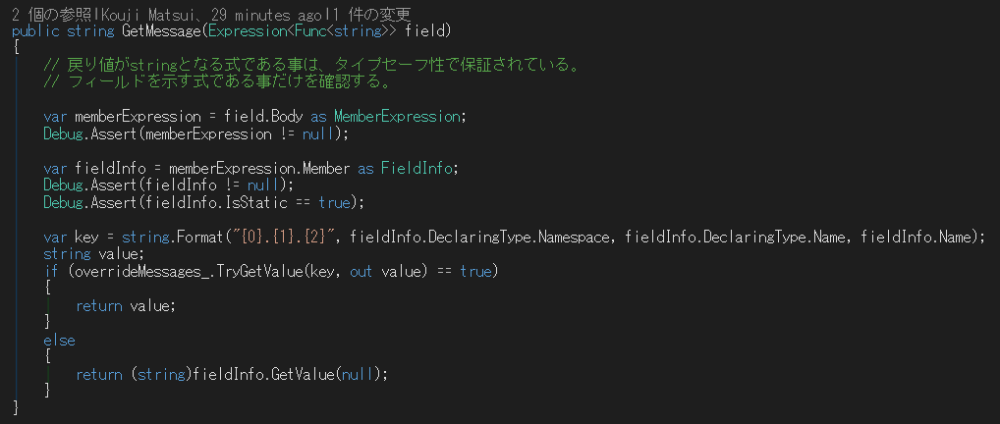 2 個の参照|Kouji Matsui、29 minutes ago|1 件の変更
public string GetMessage(Expression<Func<string>> field)
{
    // 戻り値がstringとなる式である事は、タイプセーフ性で保証されている。
    // フィールドを示す式である事だけを確認する。

    var memberExpression = field.Body as MemberExpression;
    Debug.Assert(memberExpression != null);

    var fieldInfo = memberExpression.Member as FieldInfo;
    Debug.Assert(fieldInfo != null);
    Debug.Assert(fieldInfo.IsStatic == true);

    var key = string.Format("{0}.{1}.{2}", fieldInfo.DeclaringType.Namespace, fieldInfo.DeclaringType.Name, fieldInfo.Name);
    string value;
    if (overrideMessages_.TryGetValue(key, out value) == true)
    {
        return value;
    }
    else
    {
        return (string)fieldInfo.GetValue(null);
    }
}